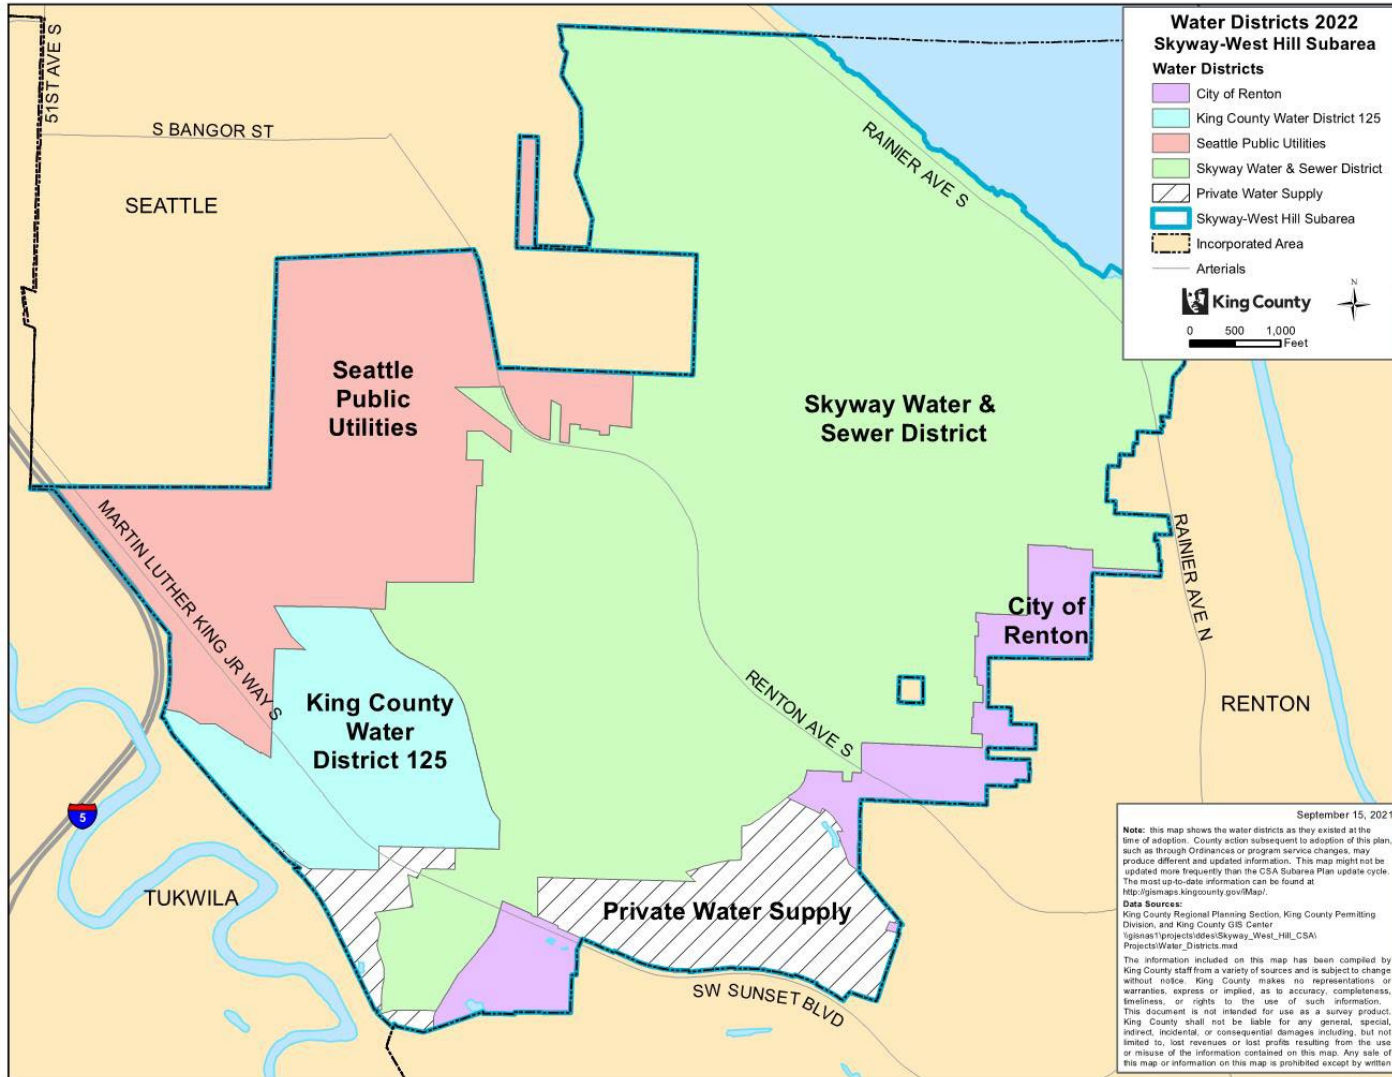 Water Districts 2022
Skyway-West Hill Subarea
Water Districts
City of Renton
King County Water District 125
Seattle Public Utilities
Skyway Water & Sewer District
Private Water Supply
Skyway-West Hill Subarea
Incorporated Area
Arterials
N
King County
0 500 1,000
Feet
51ST AVE S
S BANGOR ST
SEATTLE
RAINIER AVE S
Seattle
Public
Utilities
Skyway Water &
Sewer District
MARTIN LUTHER KING JR WAY S
RAINIER AVE N
City of
Renton
King County
Water
District 125
RENTON AVE S
RENTON
5
TUKWILA
Private Water Supply
SW SUNSET BLVD
September 15, 2021
Note: this map shows the water districts as they existed at the
time of adoption. County action subsequent to adoption of this plan,
such as through Ordinances or program service changes, may
produce different and updated information. This map might not be
updated more frequently than the CSA Subarea Plan update cycle.
The most up-to-date information can be found at
http://gismaps.kingcounty.gov/iMap/.
Data Sources:
King County Regional Planning Section, King County Permitting
Division, and King County GIS Center
\\gisnas1\projects\ddes\Skyway_West_Hill_CSA\
Projects\Water_Districts.mxd
The information included on this map has been compiled by
King County staff from a variety of sources and is subject to change
without notice. King County makes no representations or
warranties, express or implied, as to accuracy, completeness,
timeliness, or rights to the use of such information.
This document is not intended for use as a survey product.
King County shall not be liable for any general, special,
indirect, incidental, or consequential damages including, but not
limited to, lost revenues or lost profits resulting from the use
or misuse of the information contained on this map. Any sale of
this map or information on this map is prohibited except by written